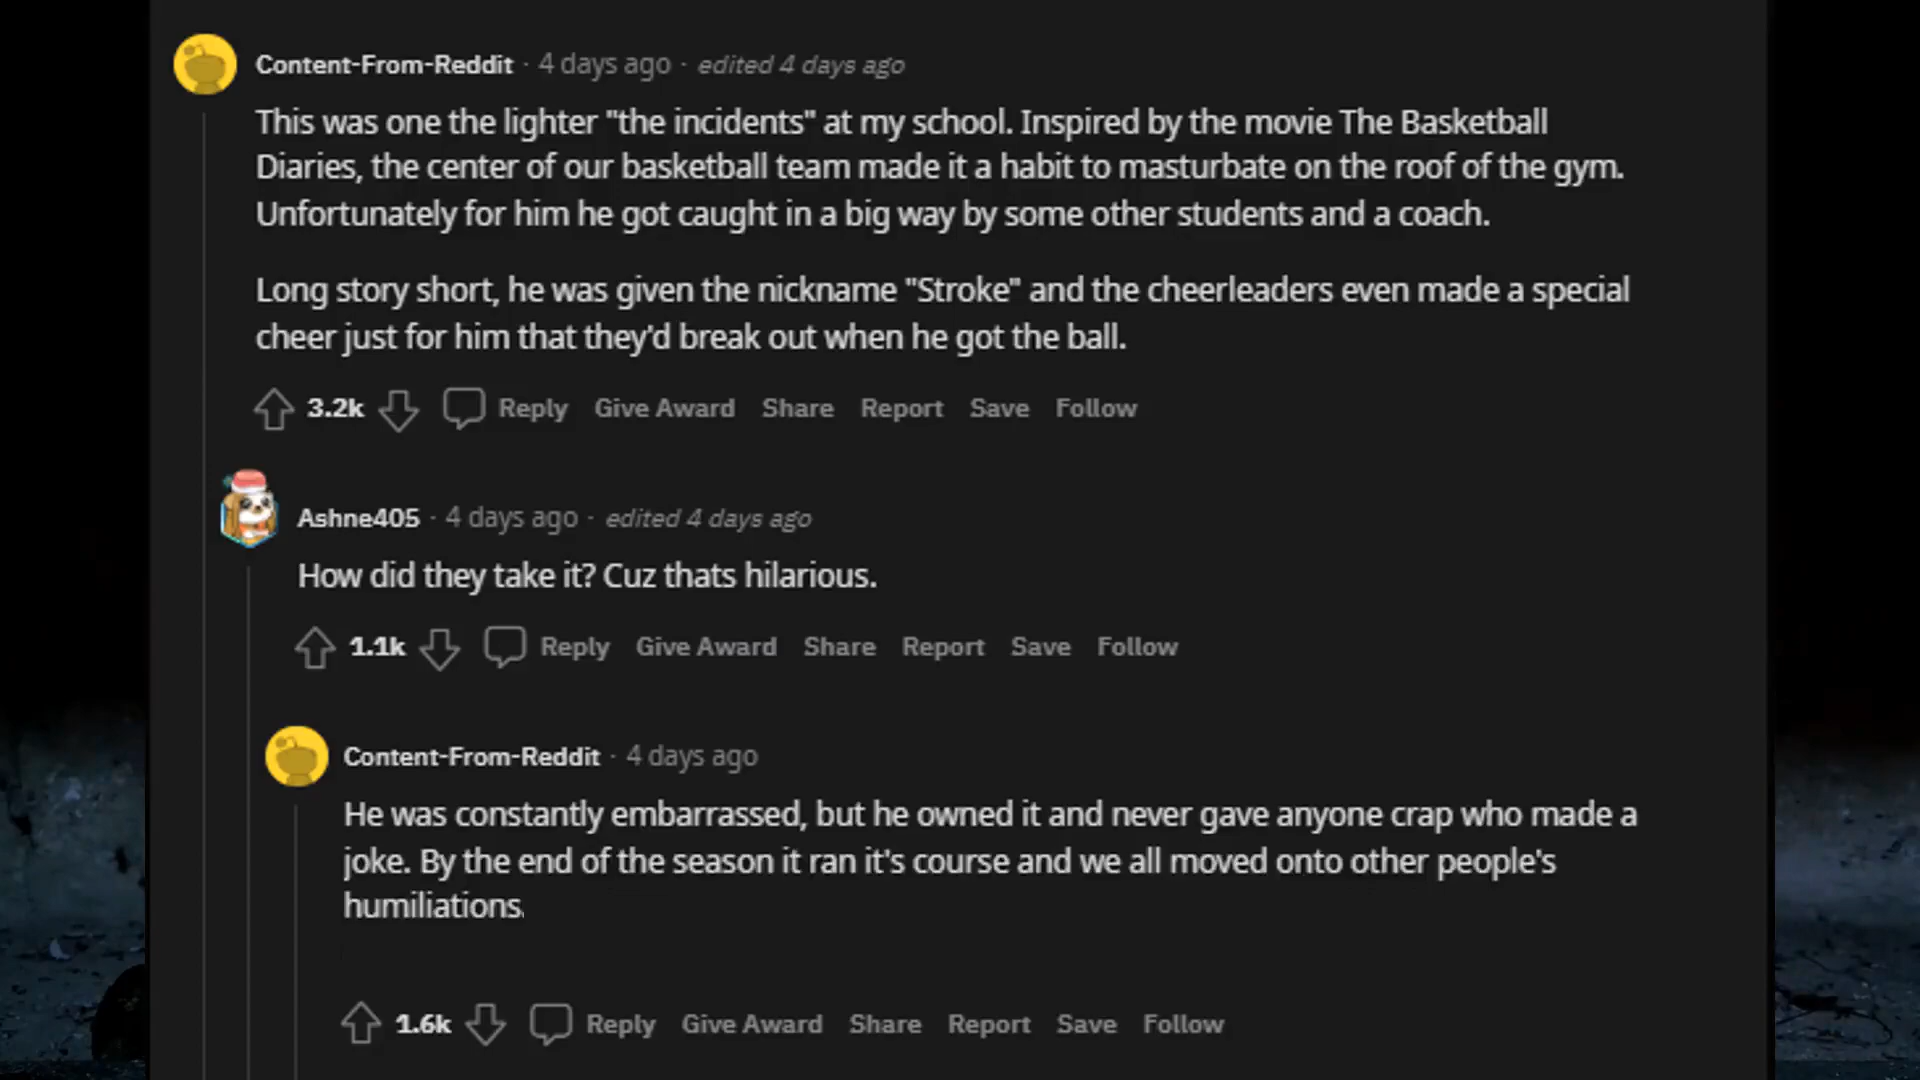 Content-From-Reddit · 4 days ago · edited 4 days ago
This was one the lighter "the incidents" at my school. Inspired by the movie The Basketball
Diaries, the center of our basketball team made it a habit to masturbate on the roof of the gym.
Unfortunately for him he got caught in a big way by some other students and a coach.
Long story short, he was given the nickname "Stroke" and the cheerleaders even made a special
cheer just for him that they'd break out when he got the ball.
3.2k Reply Give Award Share Report Save Follow
Ashne405 · 4 days ago · edited 4 days ago
How did they take it? Cuz thats hilarious.
1.1k Reply Give Award Share Report Save Follow
Content-From-Reddit · 4 days ago
He was constantly embarrassed, but he owned it and never gave anyone crap who made a
joke. By the end of the season it ran it's course and we all moved onto other people's
humiliations.
1.6k Reply Give Award Share Report Save Follow